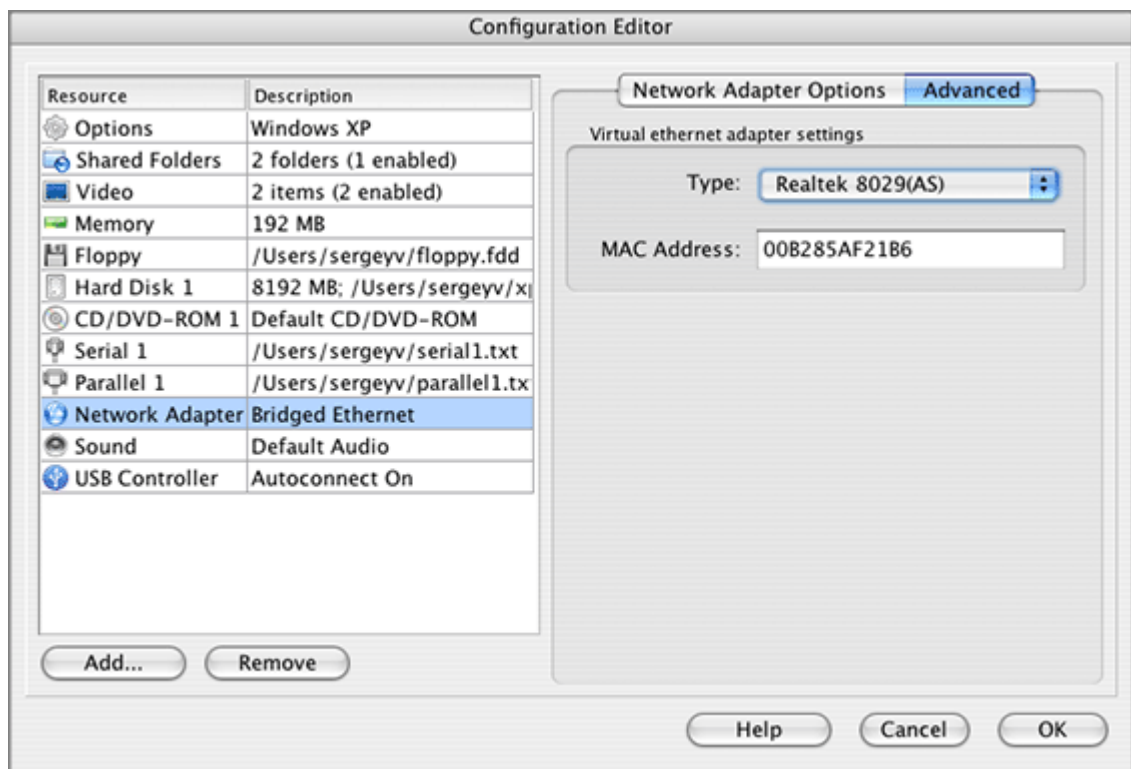 Configuration Editor
Resource Description
Options Windows XP
Shared Folders 2 folders (1 enabled)
Video 2 items (2 enabled)
Memory 192 MB
Floppy /Users/sergeyv/floppy.fdd
Hard Disk 1 8192 MB; /Users/sergeyv/x
CD/DVD-ROM 1 Default CD/DVD-ROM
Serial 1 /Users/sergeyv/serial1.txt
Parallel 1 /Users/sergeyv/parallel1.tx
Network Adapter Bridged Ethernet
Sound Default Audio
USB Controller Autoconnect On
Add... Remove
Network Adapter Options Advanced
Virtual ethernet adapter settings
Type: Realtek 8029(AS)
MAC Address: 00B285AF21B6
Help Cancel OK